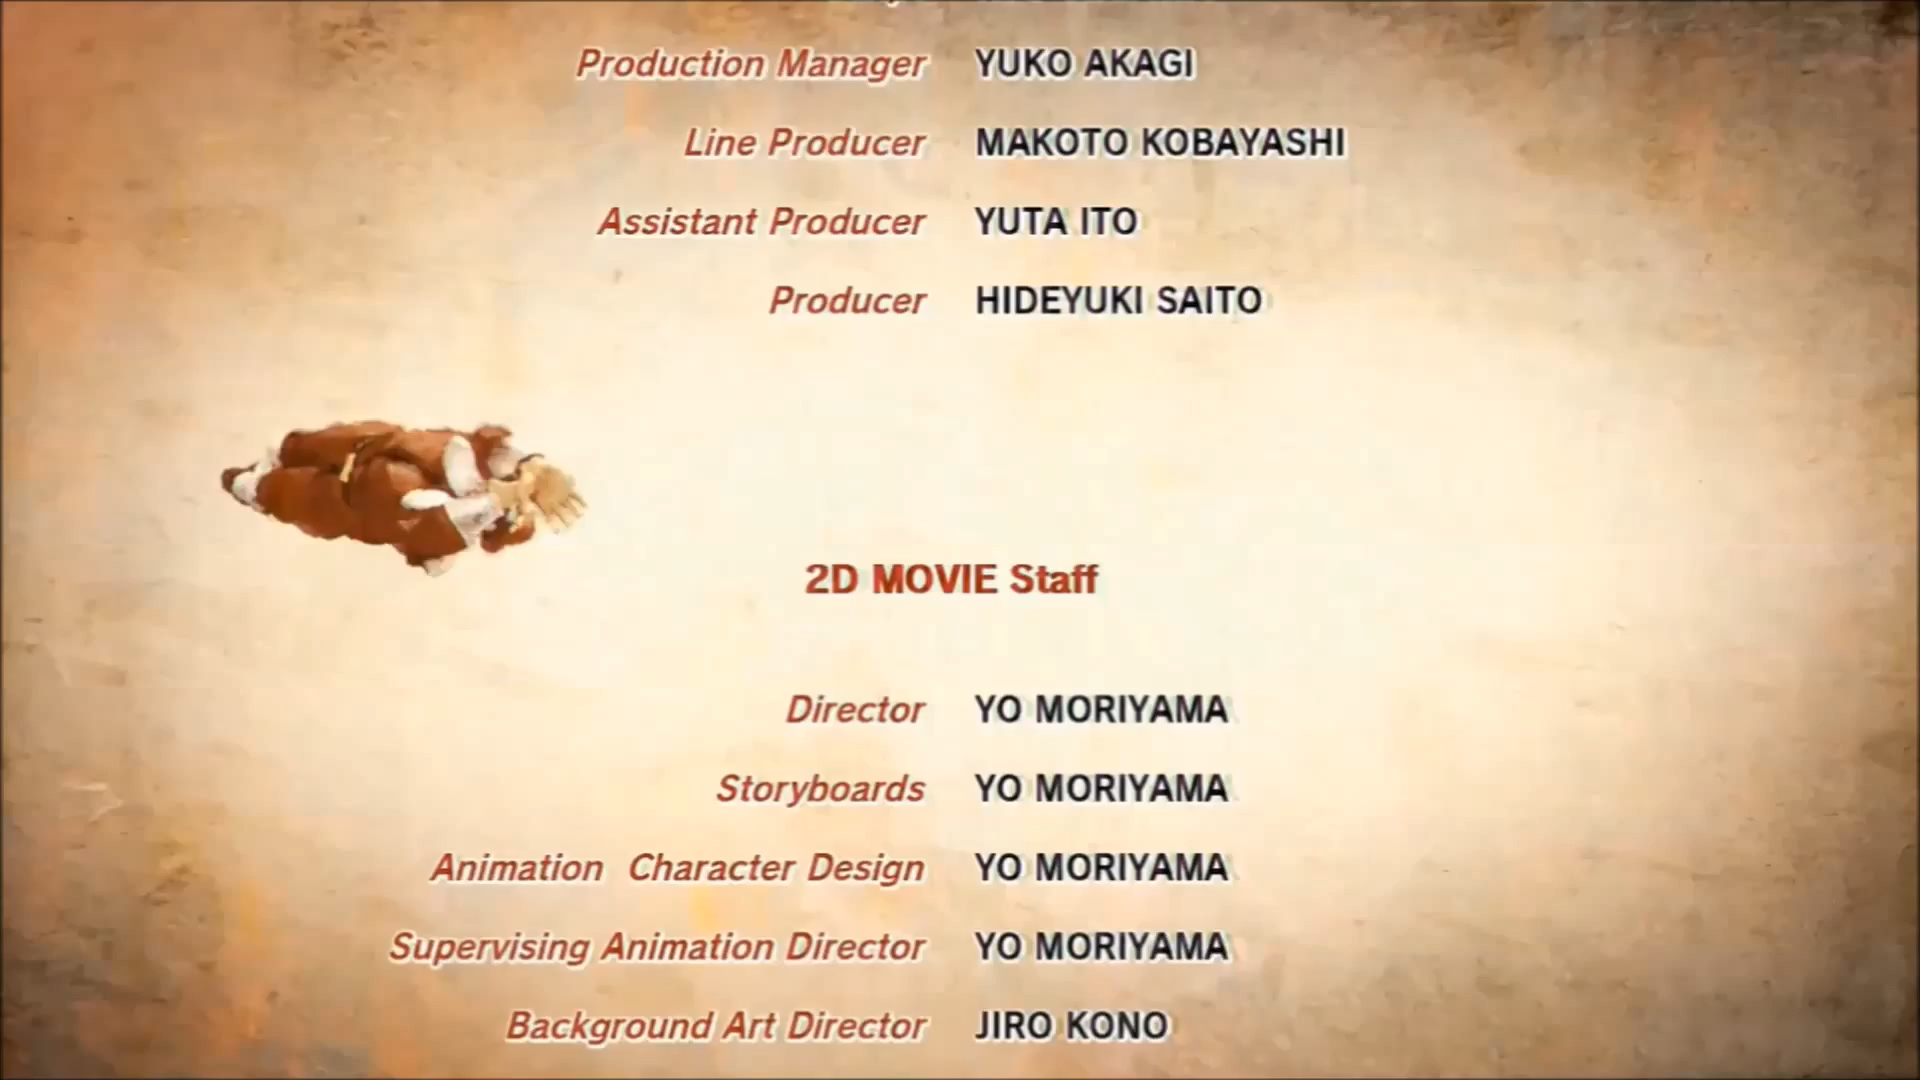 Production Manager YUKO AKAGI
Line Producer MAKOTO KOBAYASHI
Assistant Producer YUTA ITO
Producer HIDEYUKI SAITO
2D MOVIE Staff
Director YO MORIYAMA
Storyboards YO MORIYAMA
Animation Character Design YO MORIYAMA
Supervising Animation Director YO MORIYAMA
Background Art Director JIRO KONO